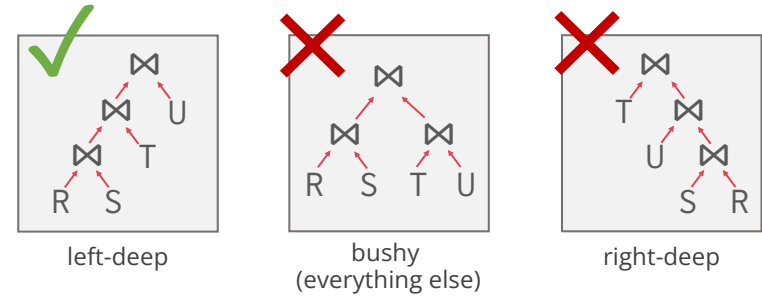 U
T
R S
left-deep
R S T U
bushy
(everything else)
T
U
S R
right-deep